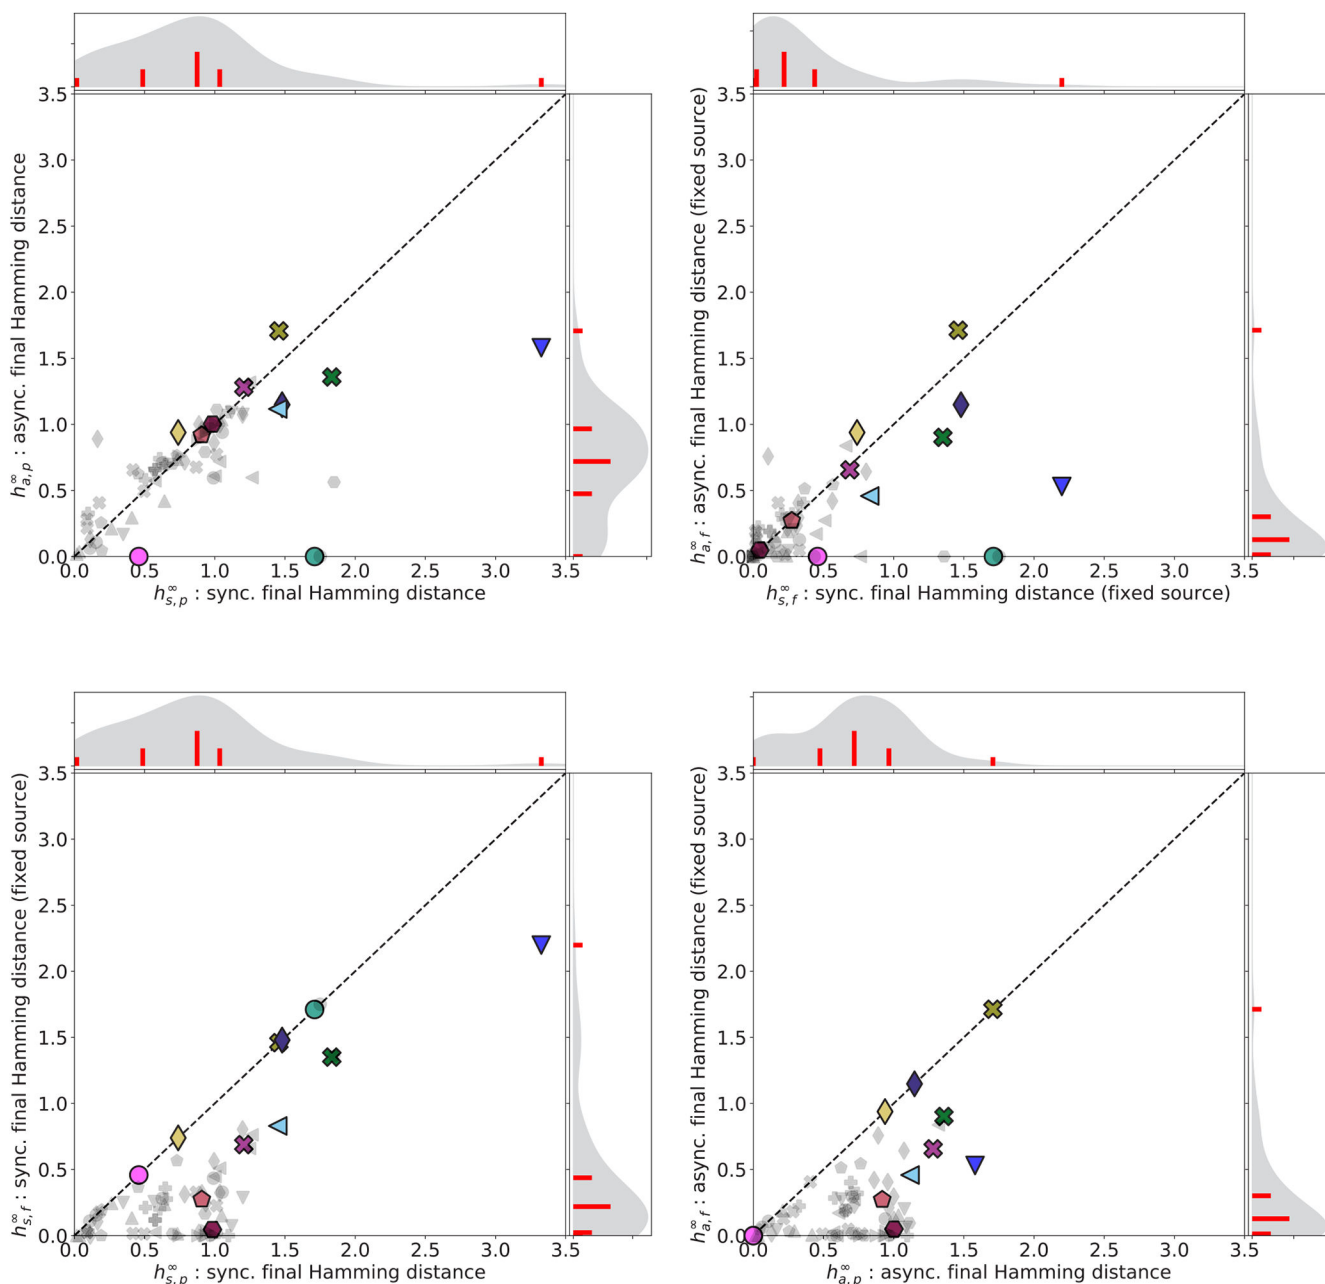 3.5
3.0
2.5
2.0
1.5
1.0
0.5
0.0
h∞a,p : async. final Hamming distance
0.0 0.5 1.0 1.5 2.0 2.5 3.0 3.5
h∞s,p : sync. final Hamming distance
3.5
3.0
2.5
2.0
1.5
1.0
0.5
0.0
h∞a,f : async. final Hamming distance (fixed source)
0.0 0.5 1.0 1.5 2.0 2.5 3.0 3.5
h∞s,f : sync. final Hamming distance (fixed source)
3.5
3.0
2.5
2.0
1.5
1.0
0.5
0.0
h∞s,f : sync. final Hamming distance (fixed source)
0.0 0.5 1.0 1.5 2.0 2.5 3.0 3.5
h∞s,p : sync. final Hamming distance
3.5
3.0
2.5
2.0
1.5
1.0
0.5
0.0
h∞a,f : async. final Hamming distance (fixed source)
0.0 0.5 1.0 1.5 2.0 2.5 3.0 3.5
h∞a,p : async. final Hamming distance